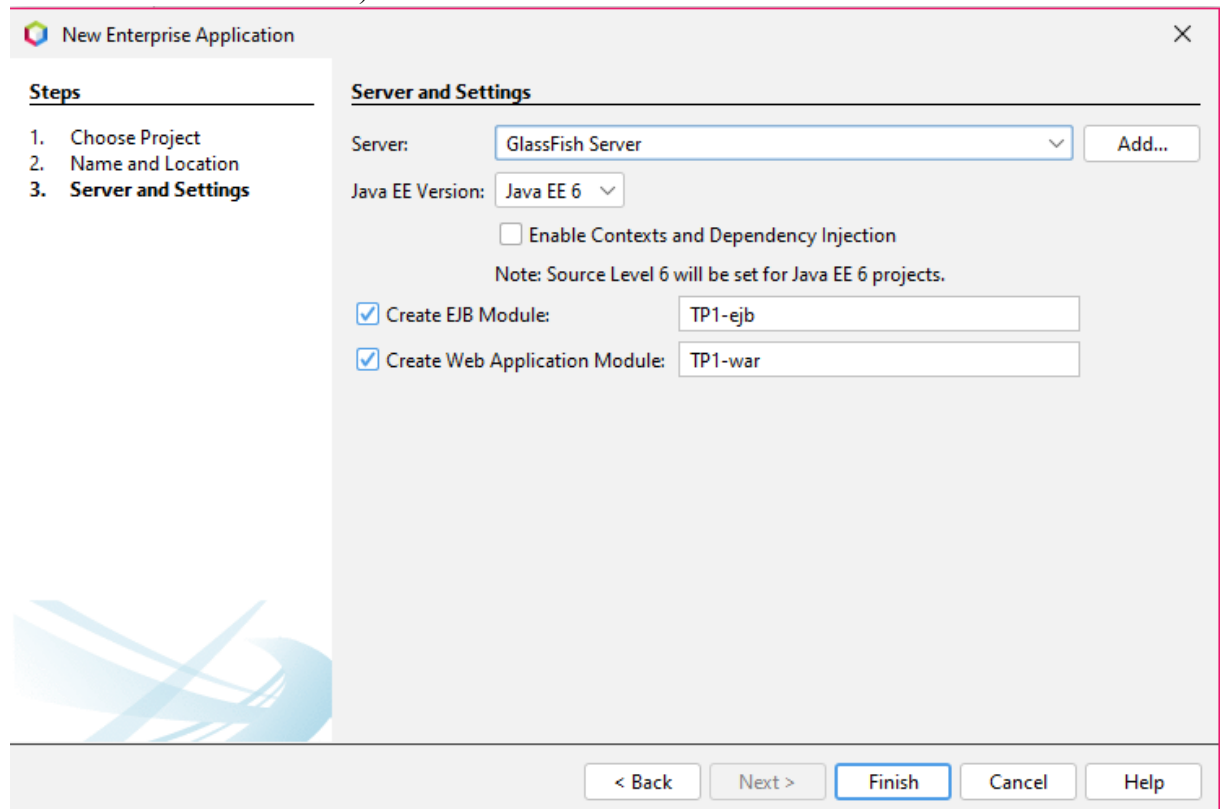 New Enterprise Application
Steps
1. Choose Project
2. Name and Location
3. Server and Settings
Server and Settings
Server: GlassFish Server Add...
Java EE Version: Java EE 6
Enable Contexts and Dependency Injection
Note: Source Level 6 will be set for Java EE 6 projects.
Create EJB Module: TP1-ejb
Create Web Application Module: TP1-war
< Back Next > Finish Cancel Help